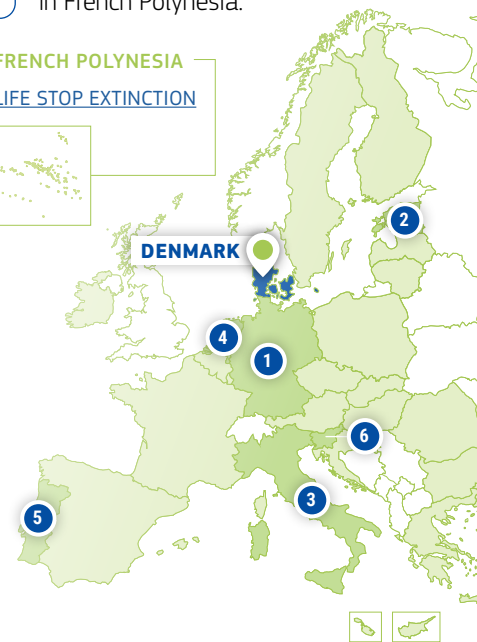 in French Polynesia.
FRENCH POLYNESIA
LIFE STOP EXTINCTION
2
DENMARK
4
1
6
3
5